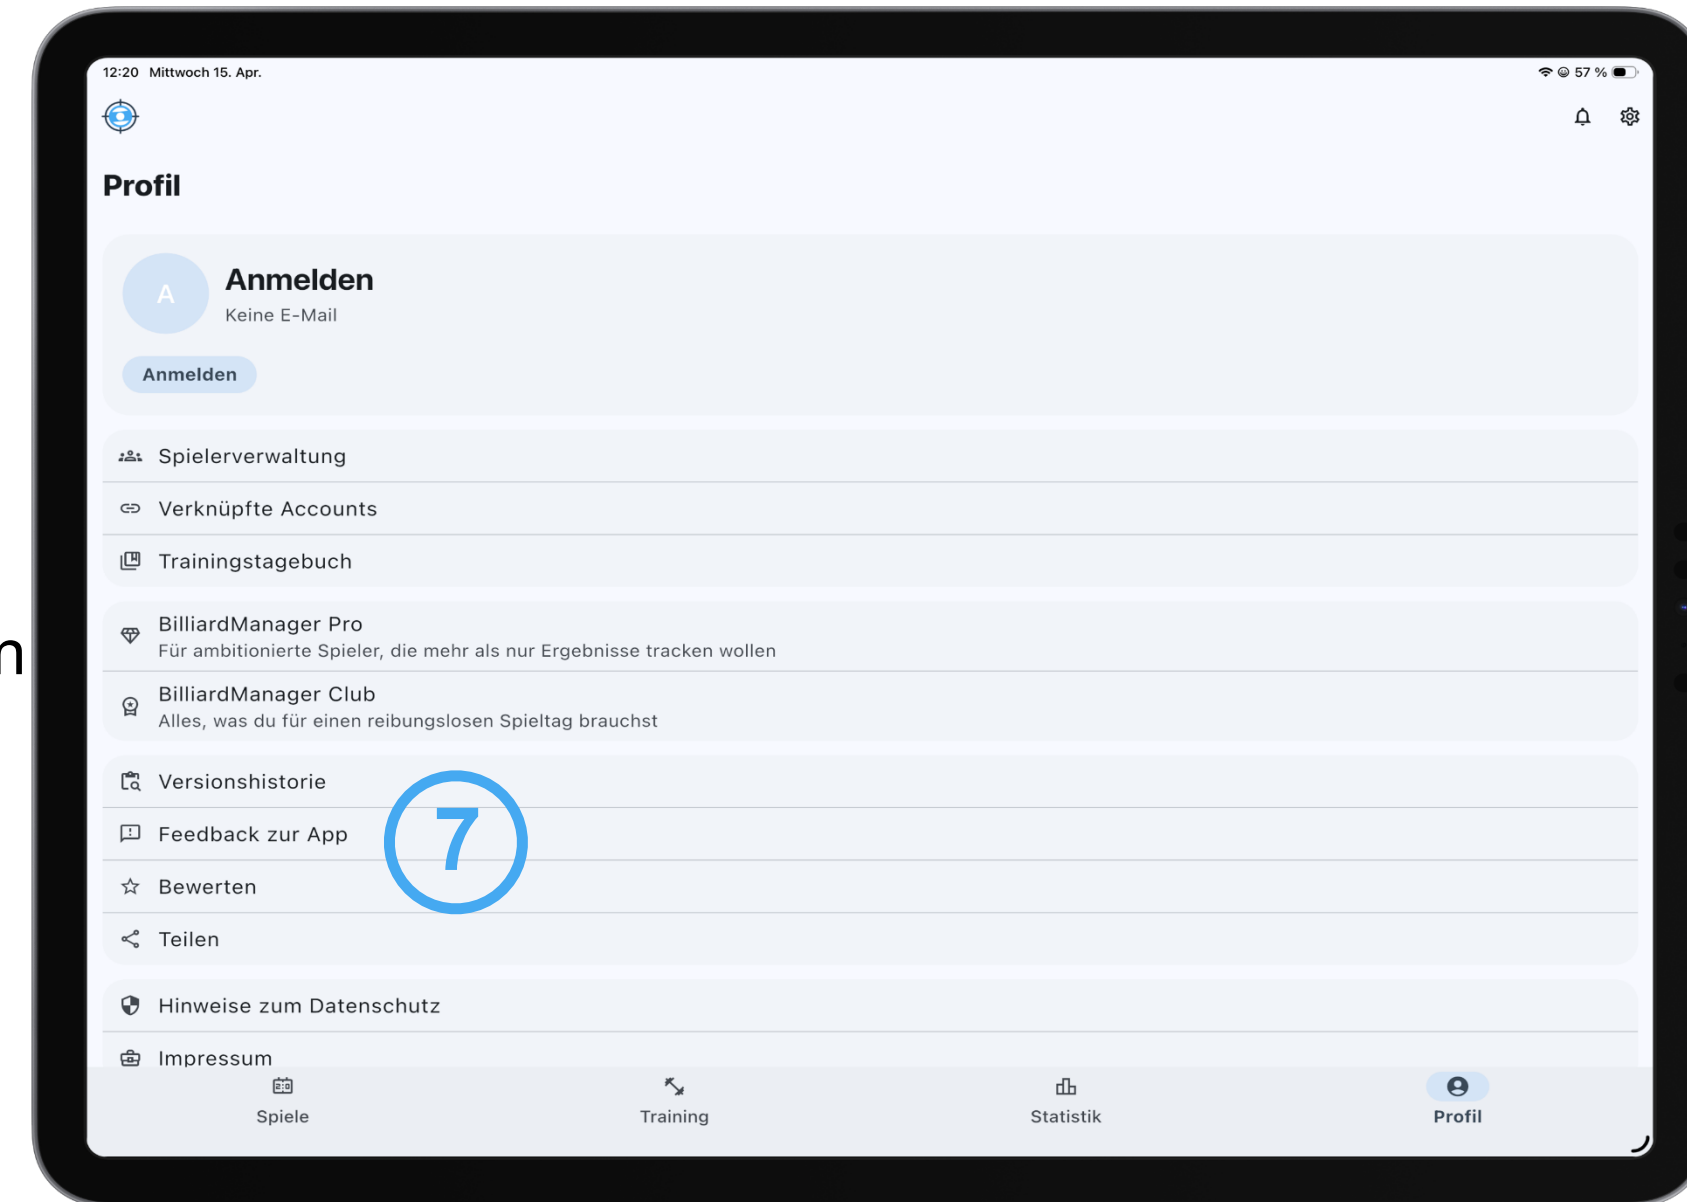 12:20 Mittwoch 15. Apr.
57 %
Profil
A
Anmelden
Keine E-Mail
Anmelden
Spielerverwaltung
Verknüpfte Accounts
Trainingstagebuch
BilliardManager Pro
Für ambitionierte Spieler, die mehr als nur Ergebnisse tracken wollen
BilliardManager Club
Alles, was du für einen reibungslosen Spieltag brauchst
Versionshistorie
Feedback zur App
7
Bewerten
Teilen
Hinweise zum Datenschutz
Impressum
Spiele
Training
Statistik
Profil